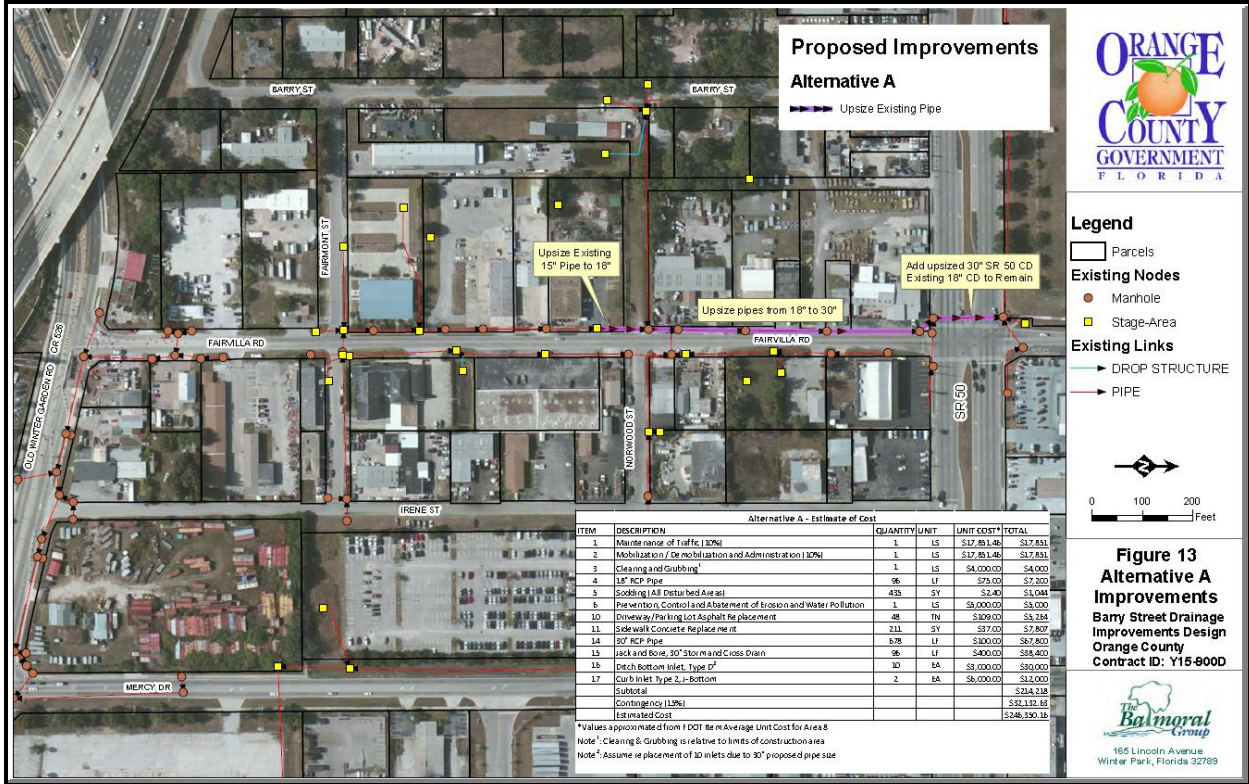 Proposed Improvements
Alternative A
Upsize Existing Pipe
BARRY ST
BARRY ST
FAIRMONT ST
Upsize Existing
15" Pipe to 18"
Add upsized 30" SR 50 CD
Existing 18" CD to Remain
Upsize pipes from 18" to 30"
FAIRVILLA RD
FAIRVILLA RD
OLD WINTER GARDEN RD
CR 526
NORWOOD ST
SR 50
IRENE ST
MERCY DR
Alternative A - Estimate of Cost
ITEM DESCRIPTION QUANTITY UNIT UNIT COST* TOTAL
1 Maintenance of Traffic (10%) 1 LS $17,851.46 $17,851
2 Mobilization / Demobilization and Administration (10%) 1 LS $17,851.46 $17,851
3 Clearing and Grubbing¹ 1 LS $4,000.00 $4,000
4 18" RCP Pipe 96 LF $75.00 $7,200
5 Sodding (All Disturbed Areas) 435 SY $2.40 $1,044
6 Prevention, Control and Abatement of Erosion and Water Pollution 1 LS $5,000.00 $5,000
10 Driveway/Parking Lot Asphalt Replacement 48 TN $109.00 $5,264
11 Sidewalk Concrete Replacement 211 SY $37.00 $7,807
14 30" RCP Pipe 678 LF $100.00 $67,800
15 Jack and Bore, 30" Storm and Cross Drain 96 LF $400.00 $38,400
16 Ditch Bottom Inlet, Type D² 10 EA $3,000.00 $30,000
17 Curb Inlet Type 2, J-Bottom 2 EA $6,000.00 $12,000
Subtotal $214,218
Contingency (15%) $32,132.63
Estimated Cost $246,350.16
*Values approximated from FDOT Item Average Unit Cost for Area 8
Note¹: Clearing & Grubbing is relative to limits of construction area
Note²: Assume replacement of 10 inlets due to 30" proposed pipe size
ORANGE
COUNTY
GOVERNMENT
FLORIDA
Legend
Parcels
Existing Nodes
Manhole
Stage-Area
Existing Links
DROP STRUCTURE
PIPE
N
0 100 200
Feet
Figure 13
Alternative A
Improvements
Barry Street Drainage
Improvements Design
Orange County
Contract ID: Y15-800D
The
Balmoral
Group
165 Lincoln Avenue
Winter Park, Florida 32789